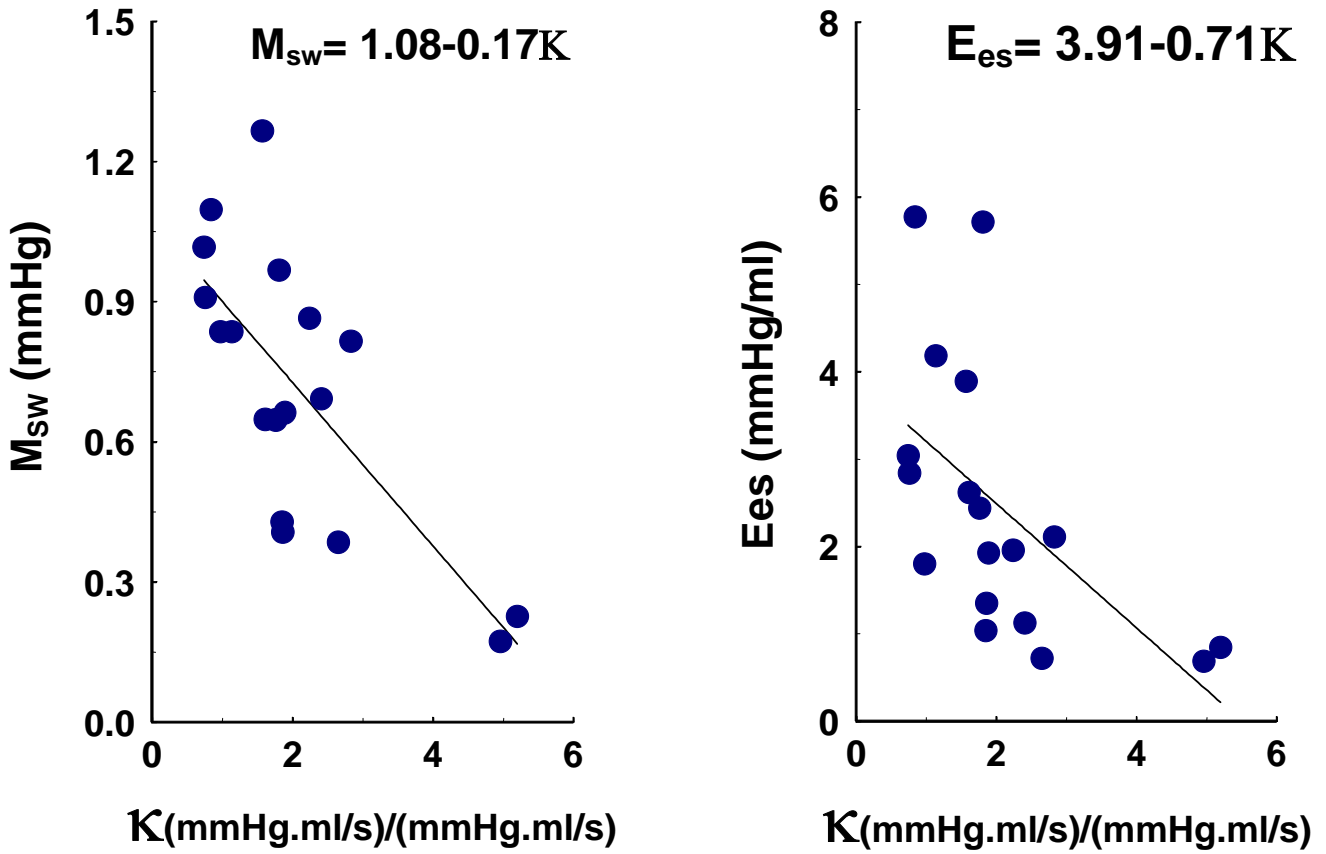 1.5
1.2
0.9
0.6
0.3
0.0
0 2 4 6
Msw (mmHg)
Msw= 1.08-0.17K
K(mmHg.ml/s)/(mmHg.ml/s)
8
6
4
2
0
0 2 4 6
Ees (mmHg/ml)
Ees= 3.91-0.71K
K(mmHg.ml/s)/(mmHg.ml/s)